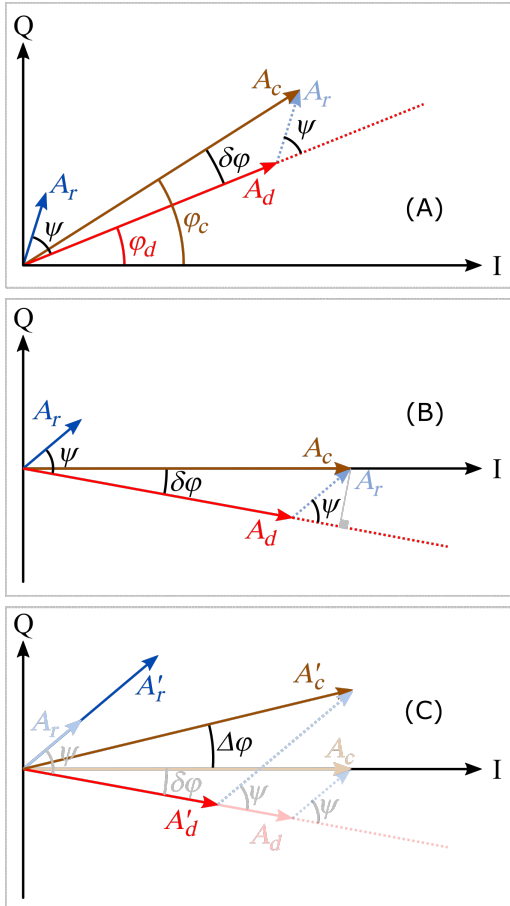 Q
A_c
A_r
ψ
A_r
δφ
A_d
ψ
(A)
φ_c
φ_d
I
Q
(B)
A_r
ψ
A_c
I
δφ
A_r
ψ
A_d
Q
A′_r
A′_c
(C)
A_r
Δφ
A_c
ψ
I
δφ
ψ
ψ
A′_d
A_d